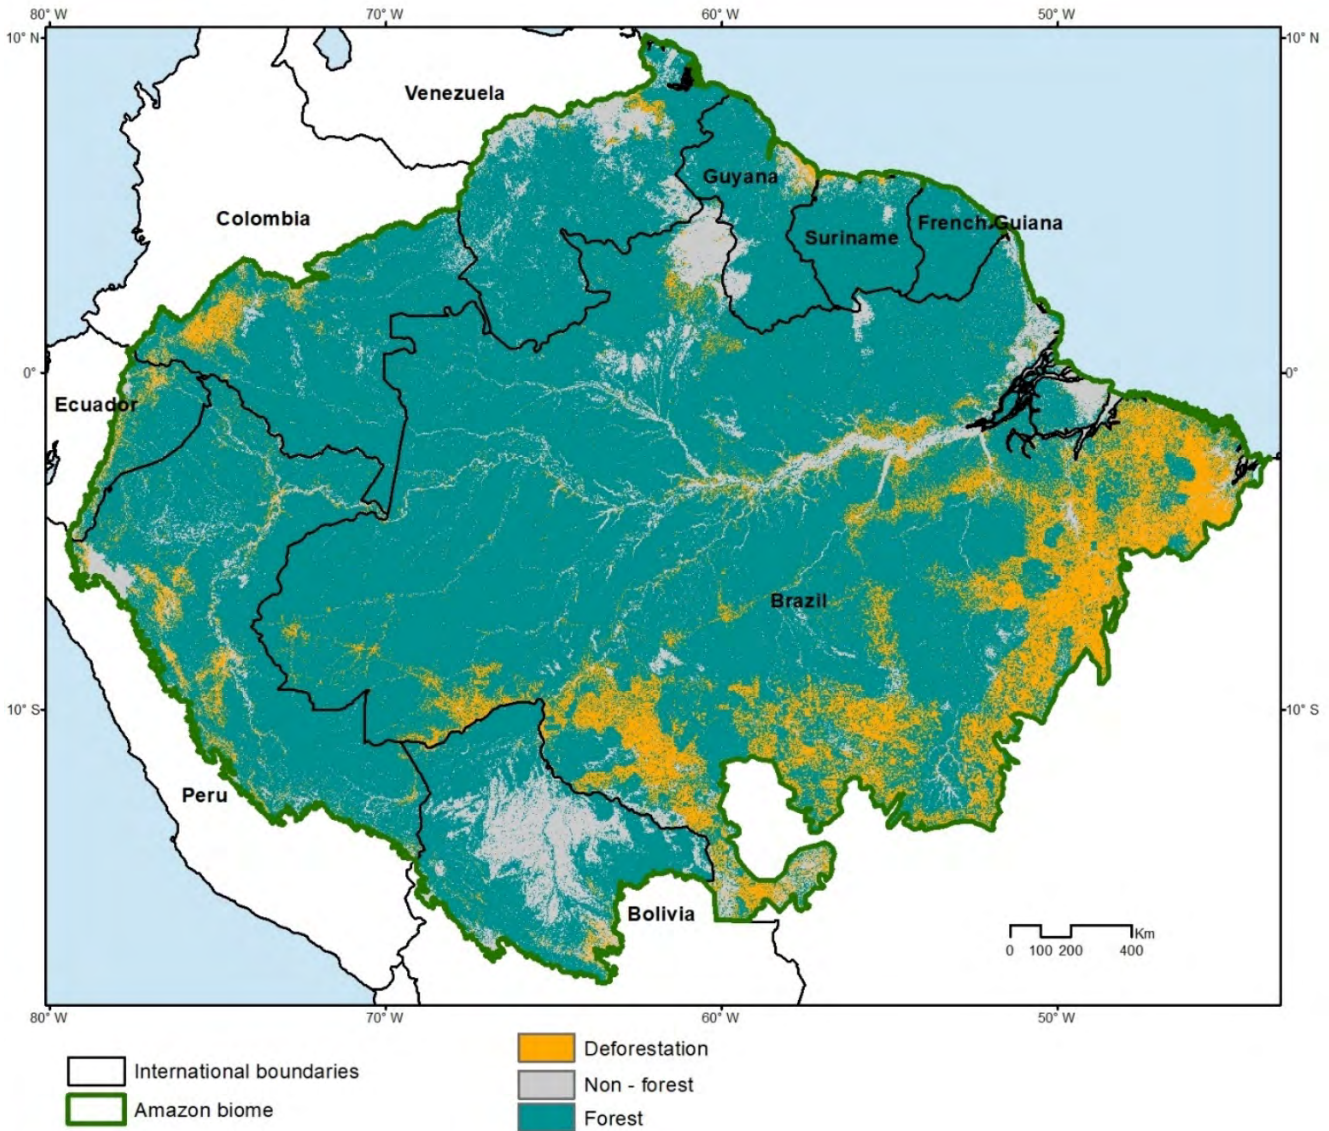 80° W 70° W 60° W 50° W
10° N 10° N
Venezuela
Guyana
Colombia
French Guiana
Suriname
0° 0°
Ecuador
Brazil
10° S 10° S
Peru
Bolivia
Km
0 100 200 400
80° W 70° W 60° W 50° W
Deforestation
International boundaries
Non - forest
Amazon biome
Forest